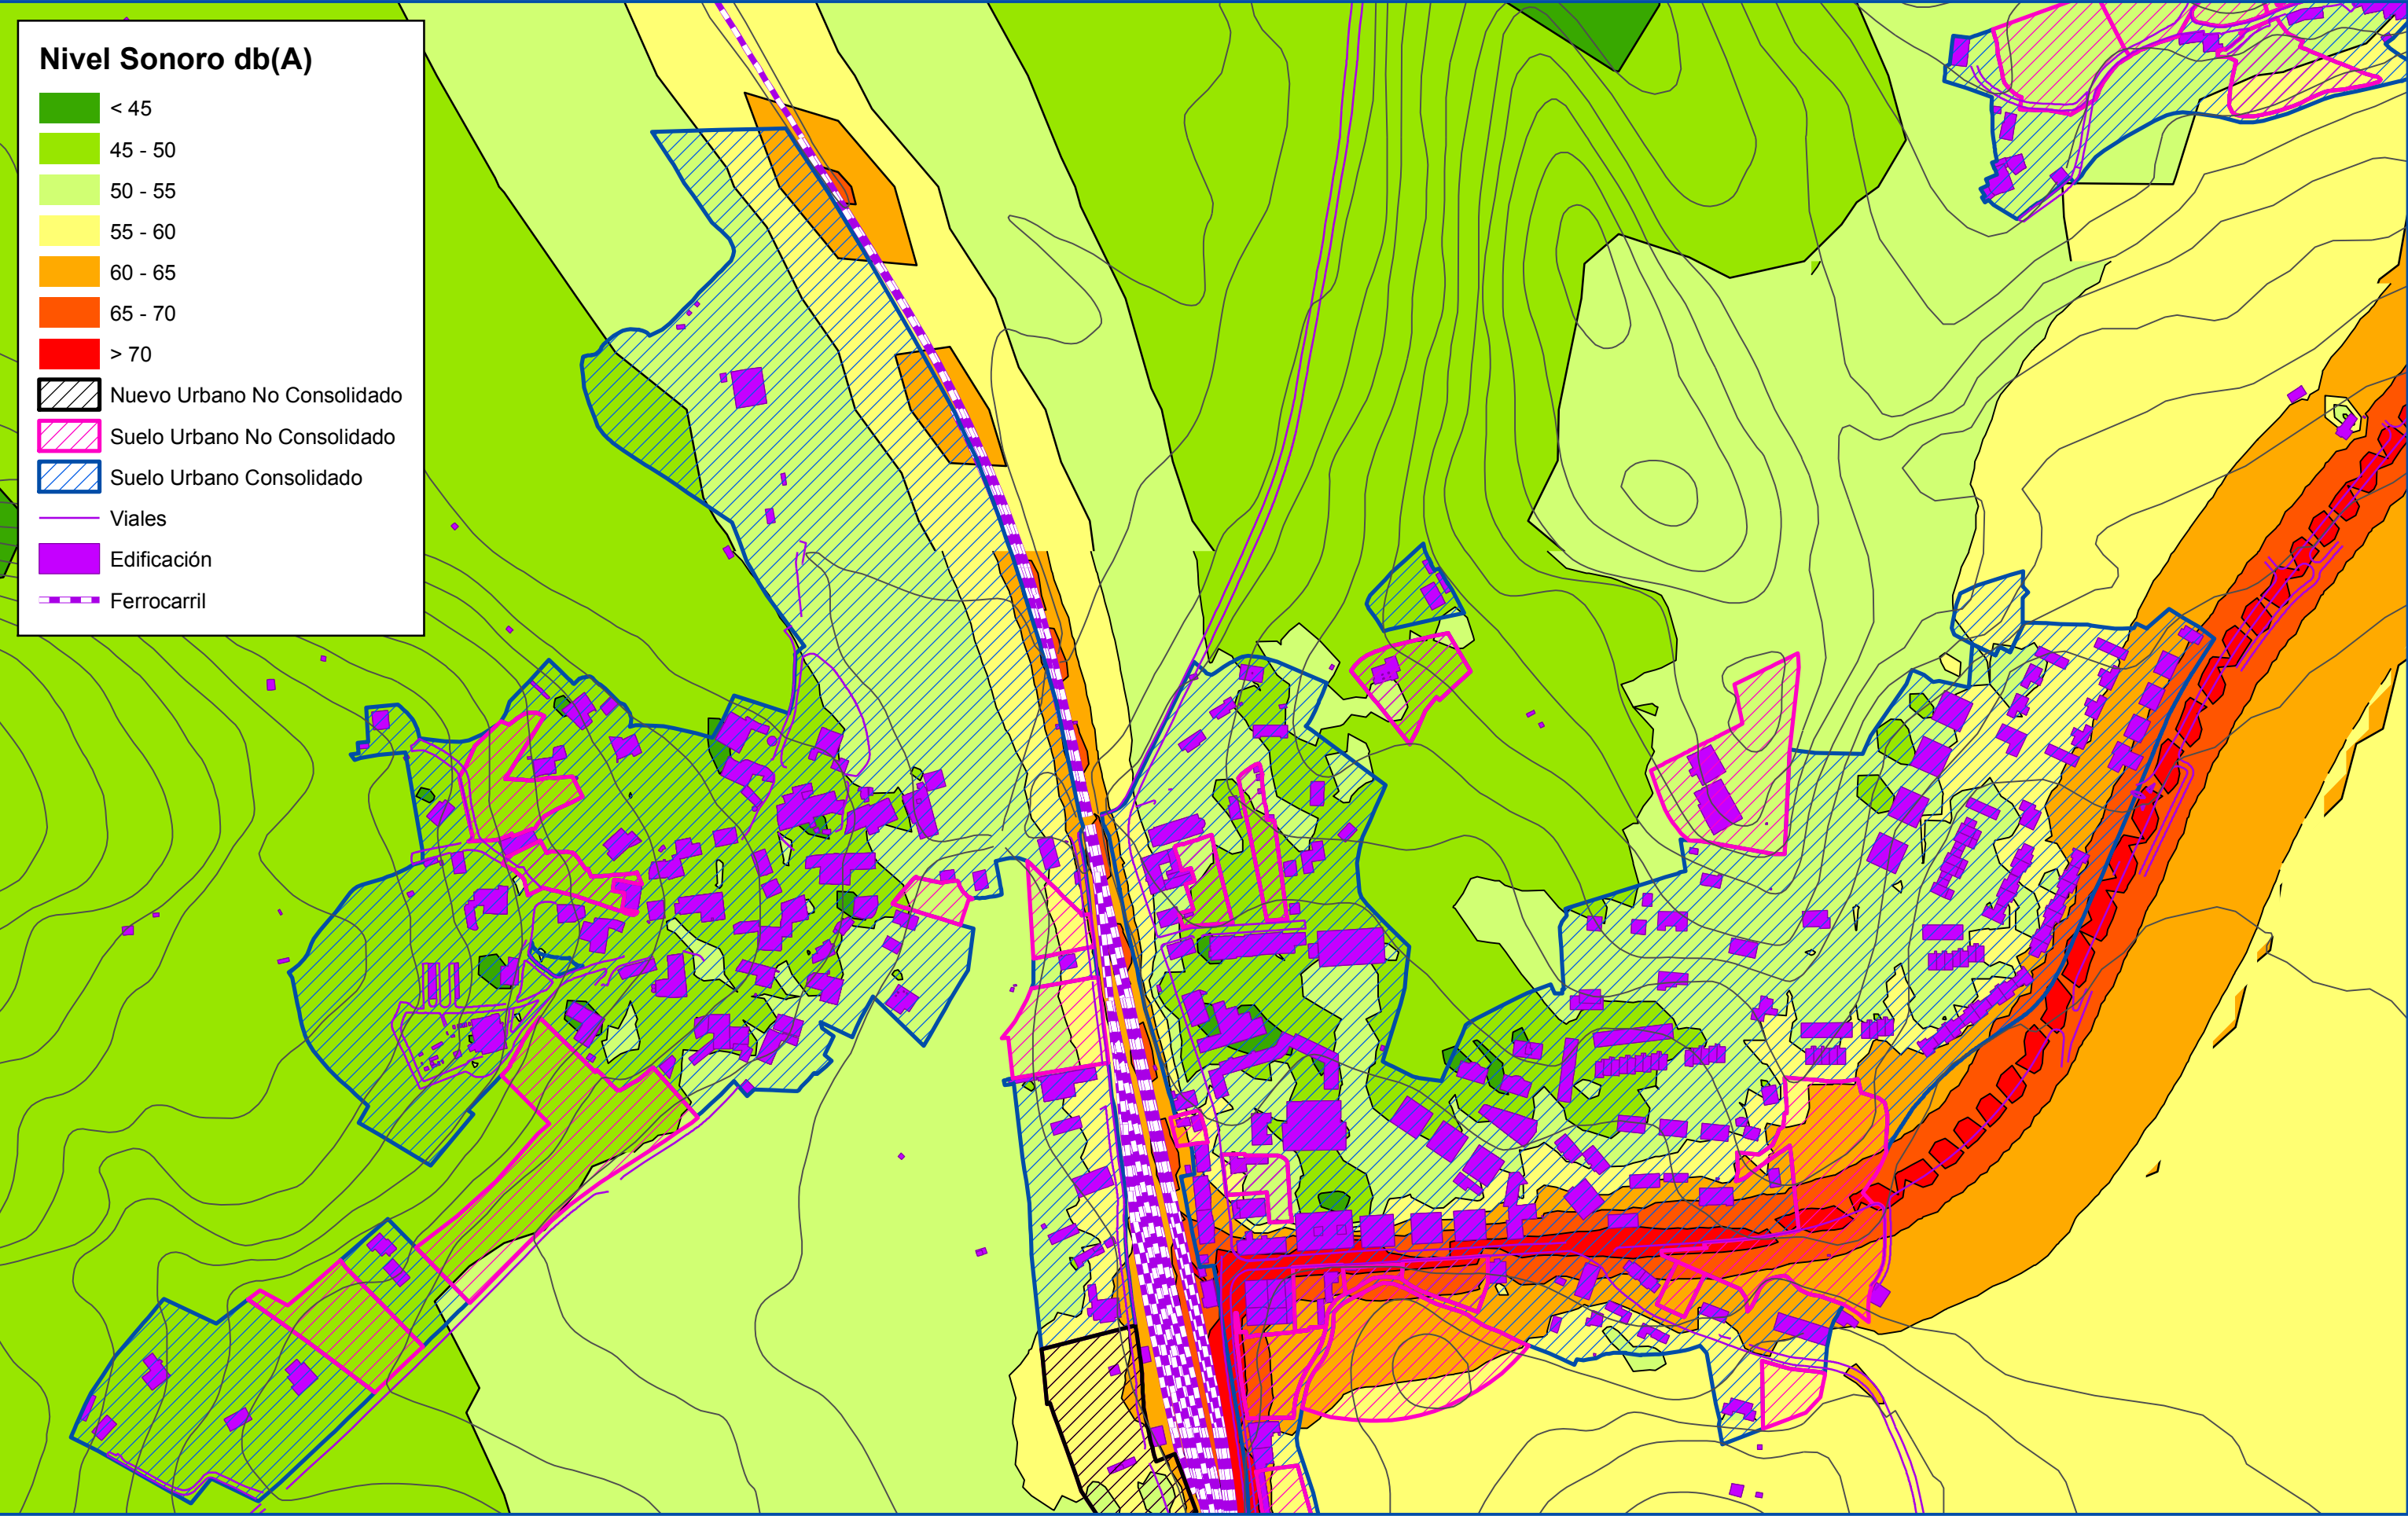 Nivel Sonoro db(A)
< 45
45 - 50
50 - 55
55 - 60
60 - 65
65 - 70
> 70
Nuevo Urbano No Consolidado
Suelo Urbano No Consolidado
Suelo Urbano Consolidado
Viales
Edificación
Ferrocarril